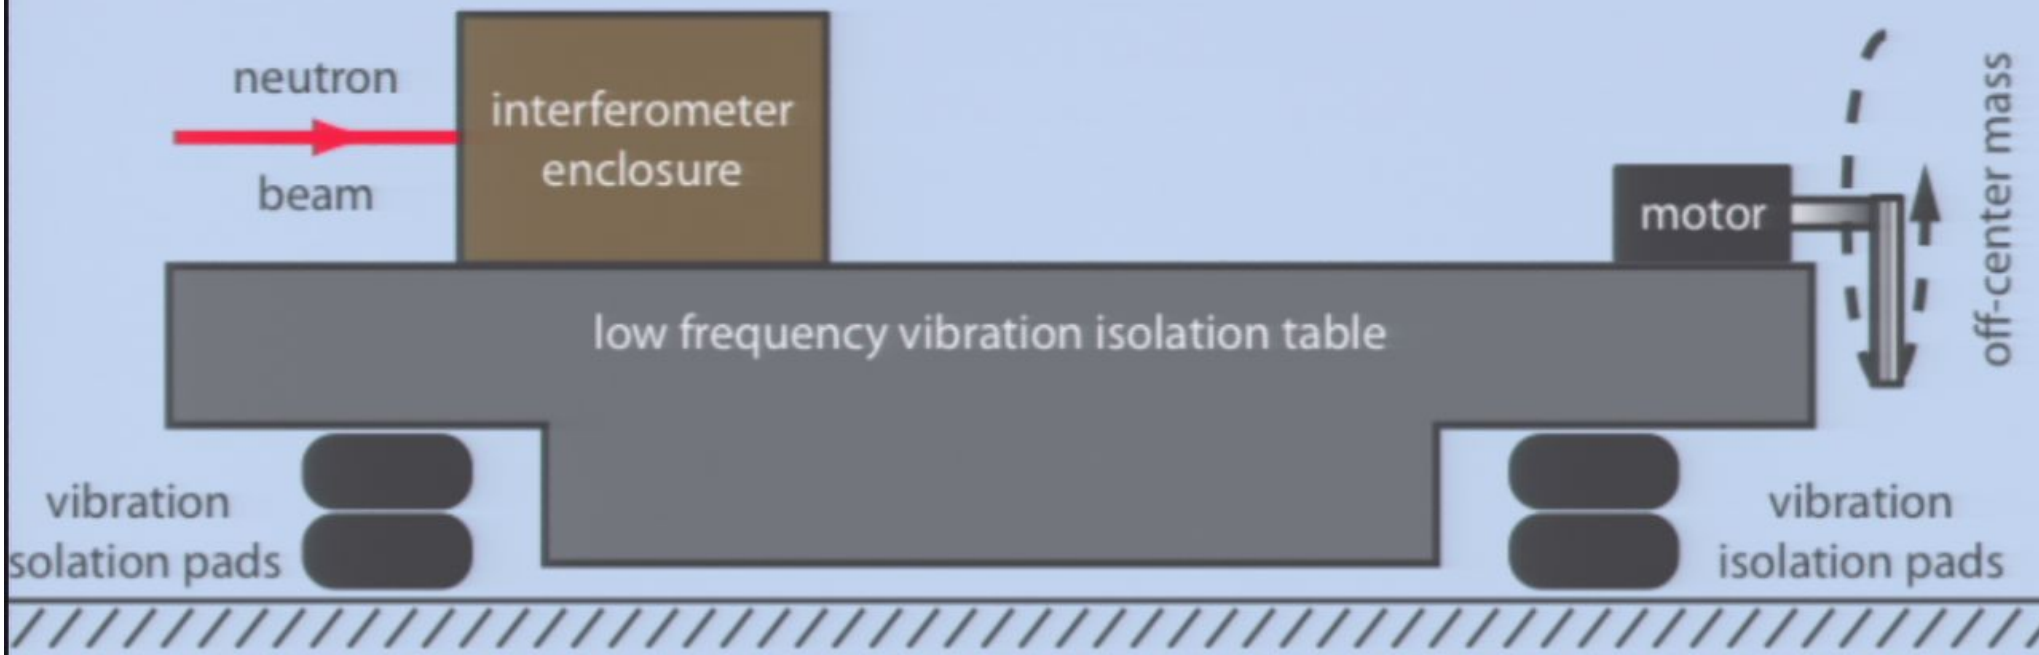 neutron
beam
interferometer
enclosure
motor
off-center mass
low frequency vibration isolation table
vibration
solation pads
vibration
isolation pads